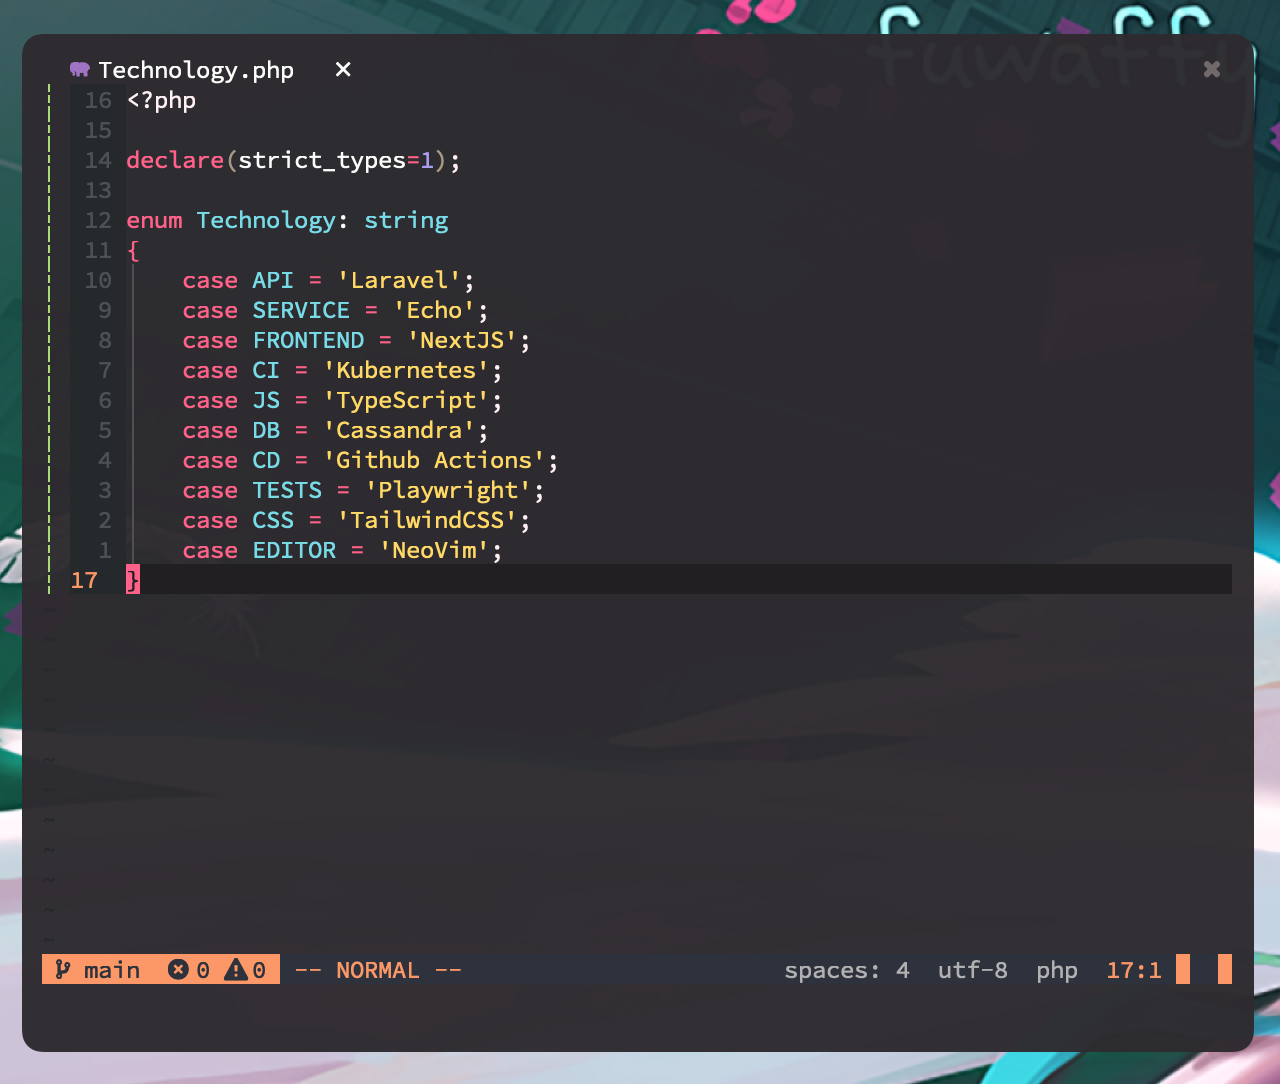 fuwaffy
Technology.php ×
16 <?php
15
14 declare(strict_types=1);
13
12 enum Technology: string
11 {
10 case API = 'Laravel';
9 case SERVICE = 'Echo';
8 case FRONTEND = 'NextJS';
7 case CI = 'Kubernetes';
6 case JS = 'TypeScript';
5 case DB = 'Cassandra';
4 case CD = 'Github Actions';
3 case TESTS = 'Playwright';
2 case CSS = 'TailwindCSS';
1 case EDITOR = 'NeoVim';
17 }
~
~
~
~
~
~
~
~
~
~
~
~
main 0 0 -- NORMAL -- spaces: 4 utf-8 php 17:1